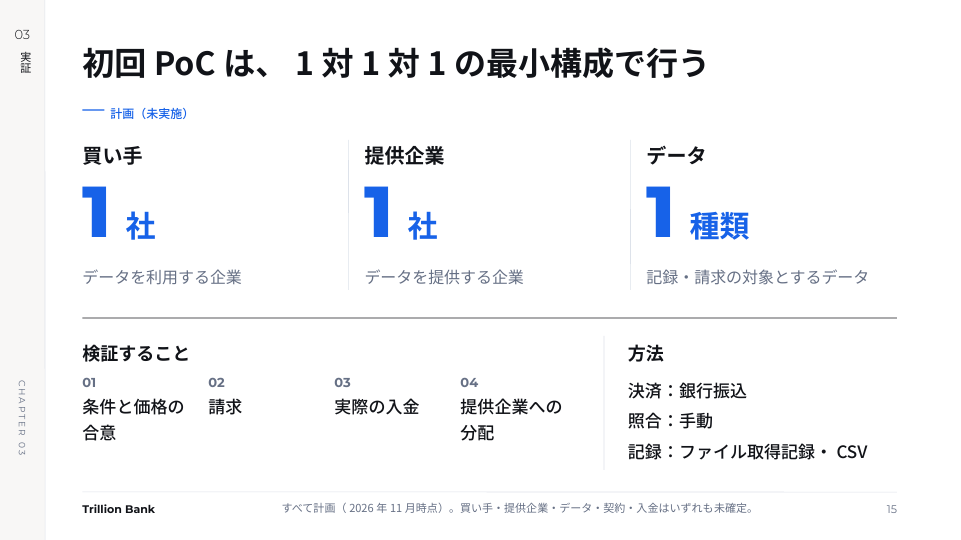 03
実証
初回 PoC は、 1 対 1 対 1 の最小構成で行う
計画（未実施）
買い手
1 社
データを利用する企業
提供企業
1 社
データを提供する企業
データ
1 種類
記録・請求の対象とするデータ
検証すること
01
条件と価格の
合意
02
請求
03
実際の入金
04
提供企業への
分配
方法
決済：銀行振込
照合：手動
記録：ファイル取得記録・ CSV
CHAPTER 03
Trillion Bank
すべて計画（ 2026 年 11 月時点）。買い手・提供企業・データ・契約・入金はいずれも未確定。
15